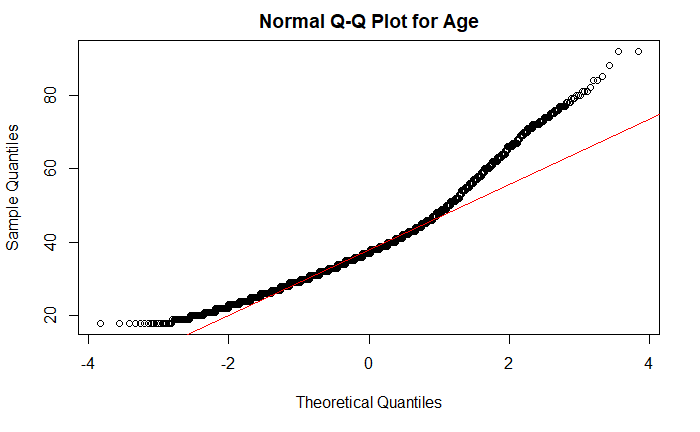 Normal Q-Q Plot for Age
Sample Quantiles
80
60
40
20
-4 -2 0 2 4
Theoretical Quantiles